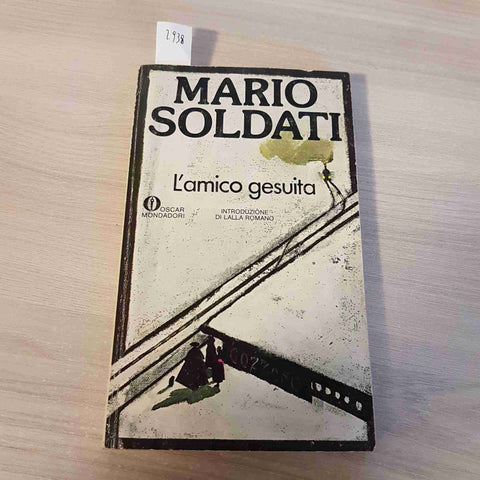 2938
MARIO
SOLDATI
L'amico gesuita
OSCAR
MONDADORI
INTRODUZIONE
DI LALLA ROMANO